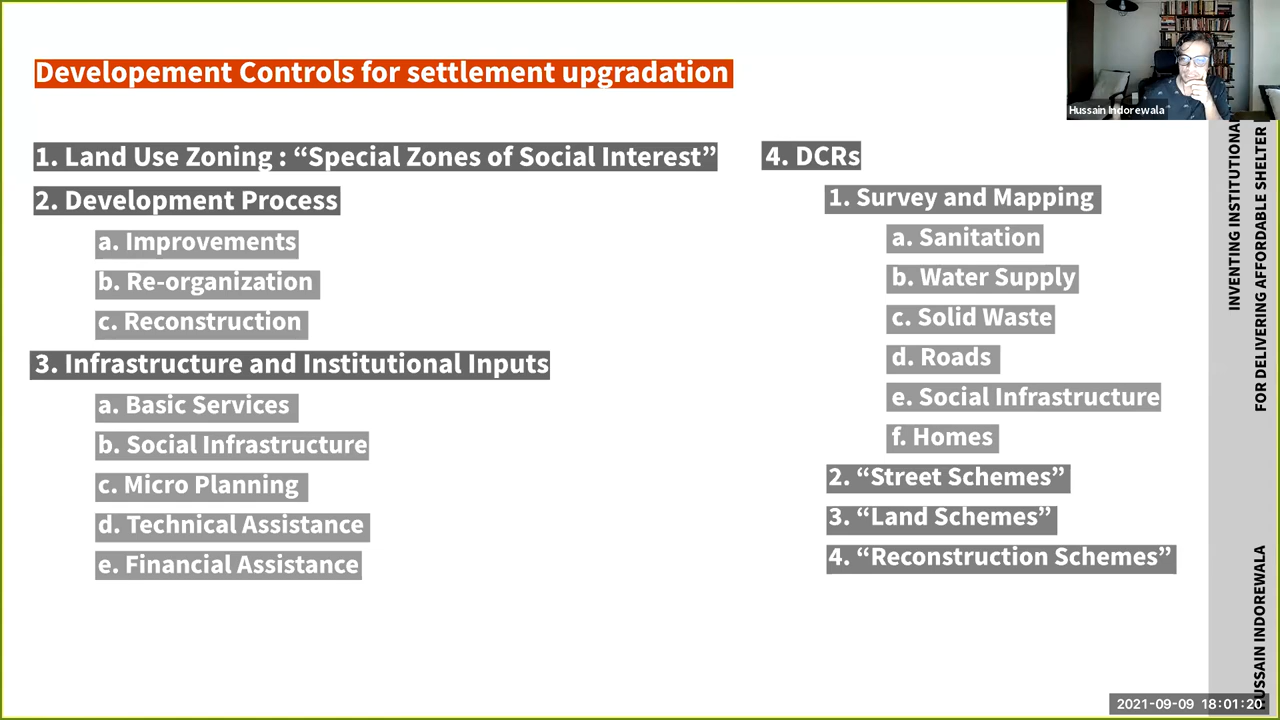 Developement Controls for settlement upgradation
1. Land Use Zoning : “Special Zones of Social Interest”
2. Development Process
a. Improvements
b. Re-organization
c. Reconstruction
3. Infrastructure and Institutional Inputs
a. Basic Services
b. Social Infrastructure
c. Micro Planning
d. Technical Assistance
e. Financial Assistance
4. DCRs
1. Survey and Mapping
a. Sanitation
b. Water Supply
c. Solid Waste
d. Roads
e. Social Infrastructure
f. Homes
2. “Street Schemes”
3. “Land Schemes”
4. “Reconstruction Schemes”
Hussain Indorewala
INVENTING INSTITUTIONA
FOR DELIVERING AFFORDABLE SHELTER
HUSSAIN INDOREWALA
2021-09-09 18:01:20